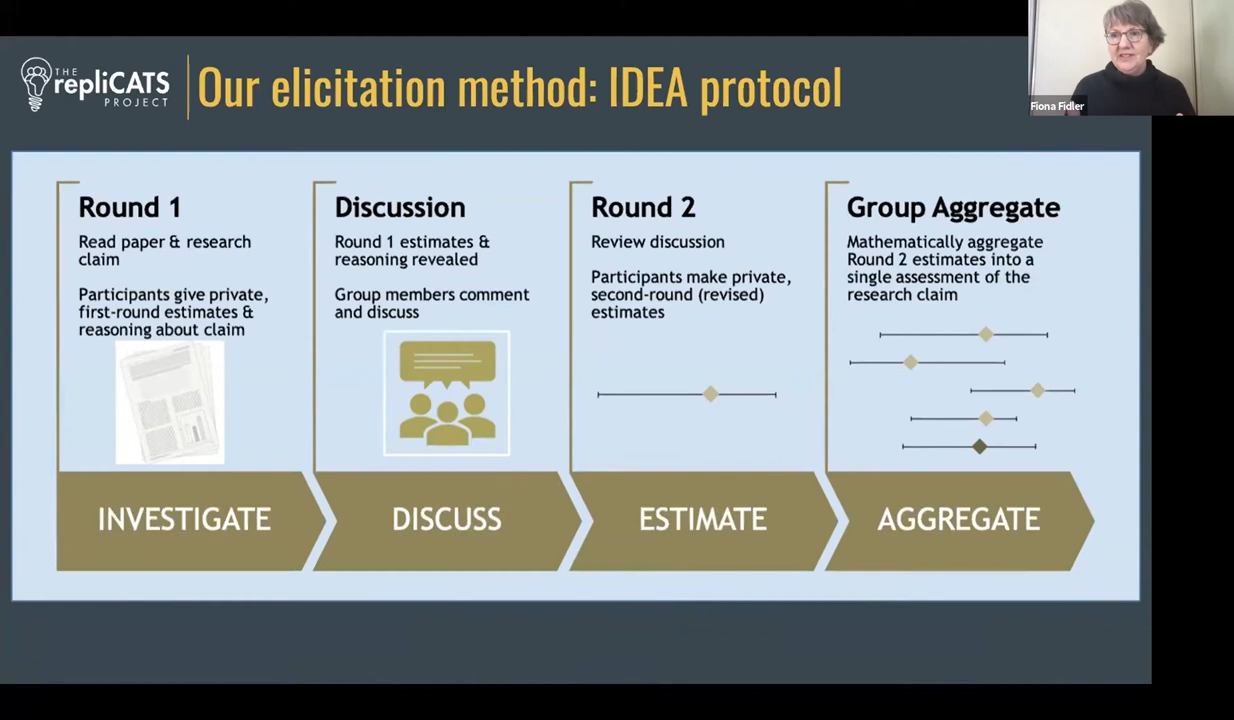 THE
repliCATS
PROJECT
Our elicitation method: IDEA protocol
Fiona Fidler
Round 1
Read paper & research
claim
Participants give private,
first-round estimates &
reasoning about claim
INVESTIGATE
Discussion
Round 1 estimates &
reasoning revealed
Group members comment
and discuss
DISCUSS
Round 2
Review discussion
Participants make private,
second-round (revised)
estimates
ESTIMATE
Group Aggregate
Mathematically aggregate
Round 2 estimates into a
single assessment of the
research claim
AGGREGATE